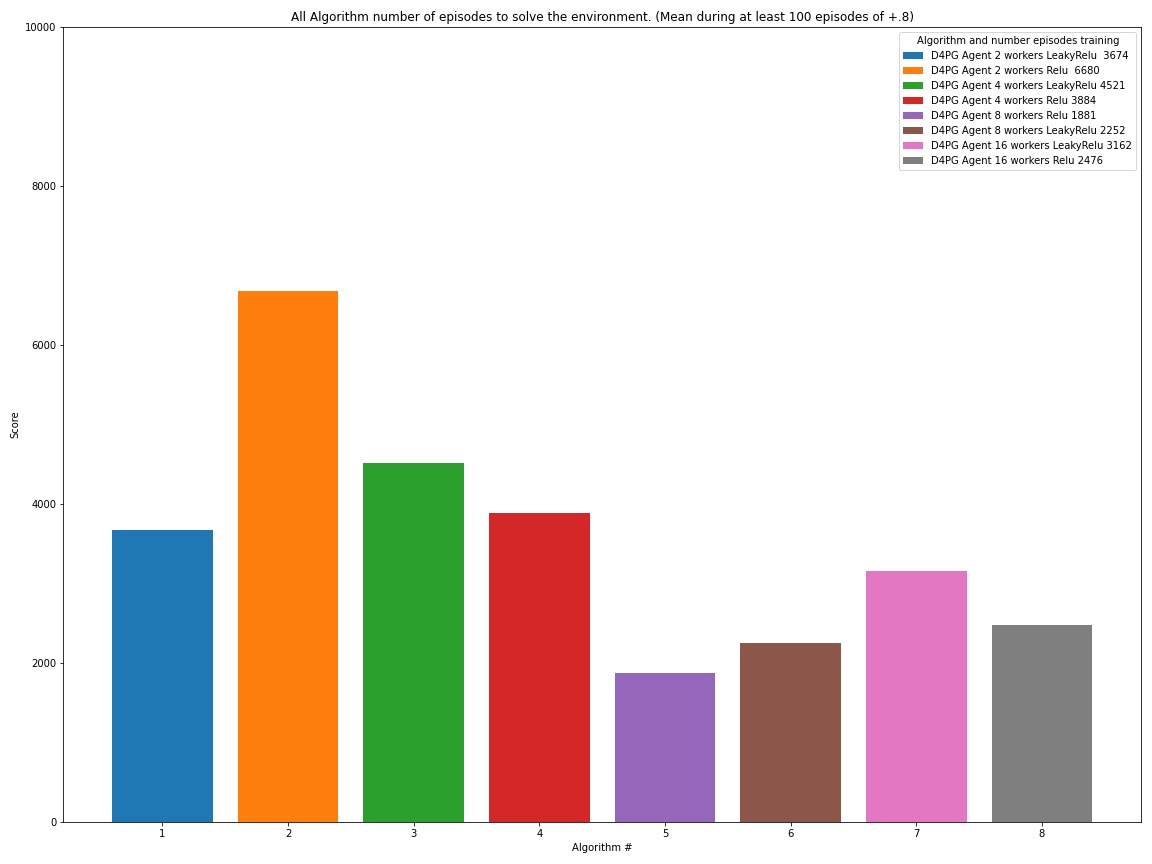 All Algorithm number of episodes to solve the environment. (Mean during at least 100 episodes of +.8)
10000
8000
6000
4000
2000
0
Score
Algorithm and number episodes training
D4PG Agent 2 workers LeakyRelu  3674
D4PG Agent 2 workers Relu  6680
D4PG Agent 4 workers LeakyRelu 4521
D4PG Agent 4 workers Relu 3884
D4PG Agent 8 workers Relu 1881
D4PG Agent 8 workers LeakyRelu 2252
D4PG Agent 16 workers LeakyRelu 3162
D4PG Agent 16 workers Relu 2476
1 2 3 4 5 6 7 8
Algorithm #